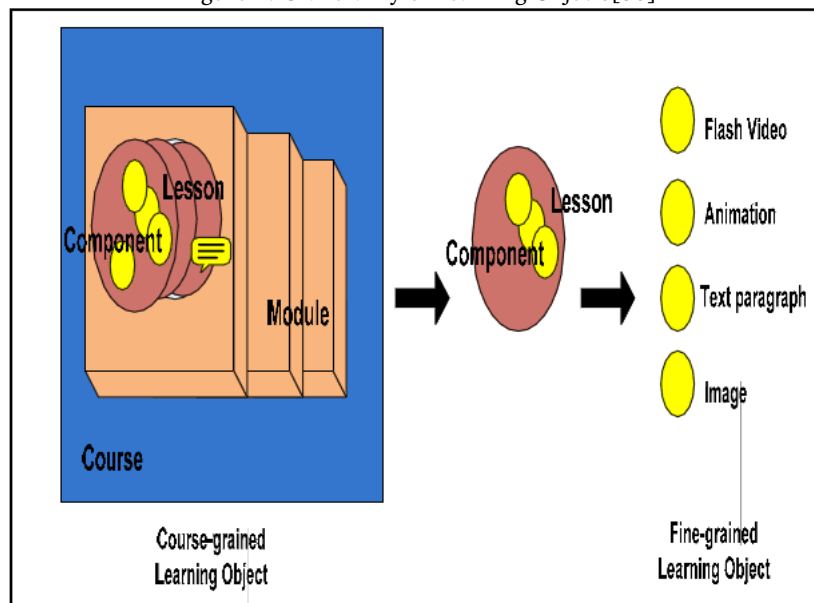 Lesson
Component
Module
Course
Lesson
Component
Flash Video
Animation
Text paragraph
Image
Course-grained
Learning Object
Fine-grained
Learning Object